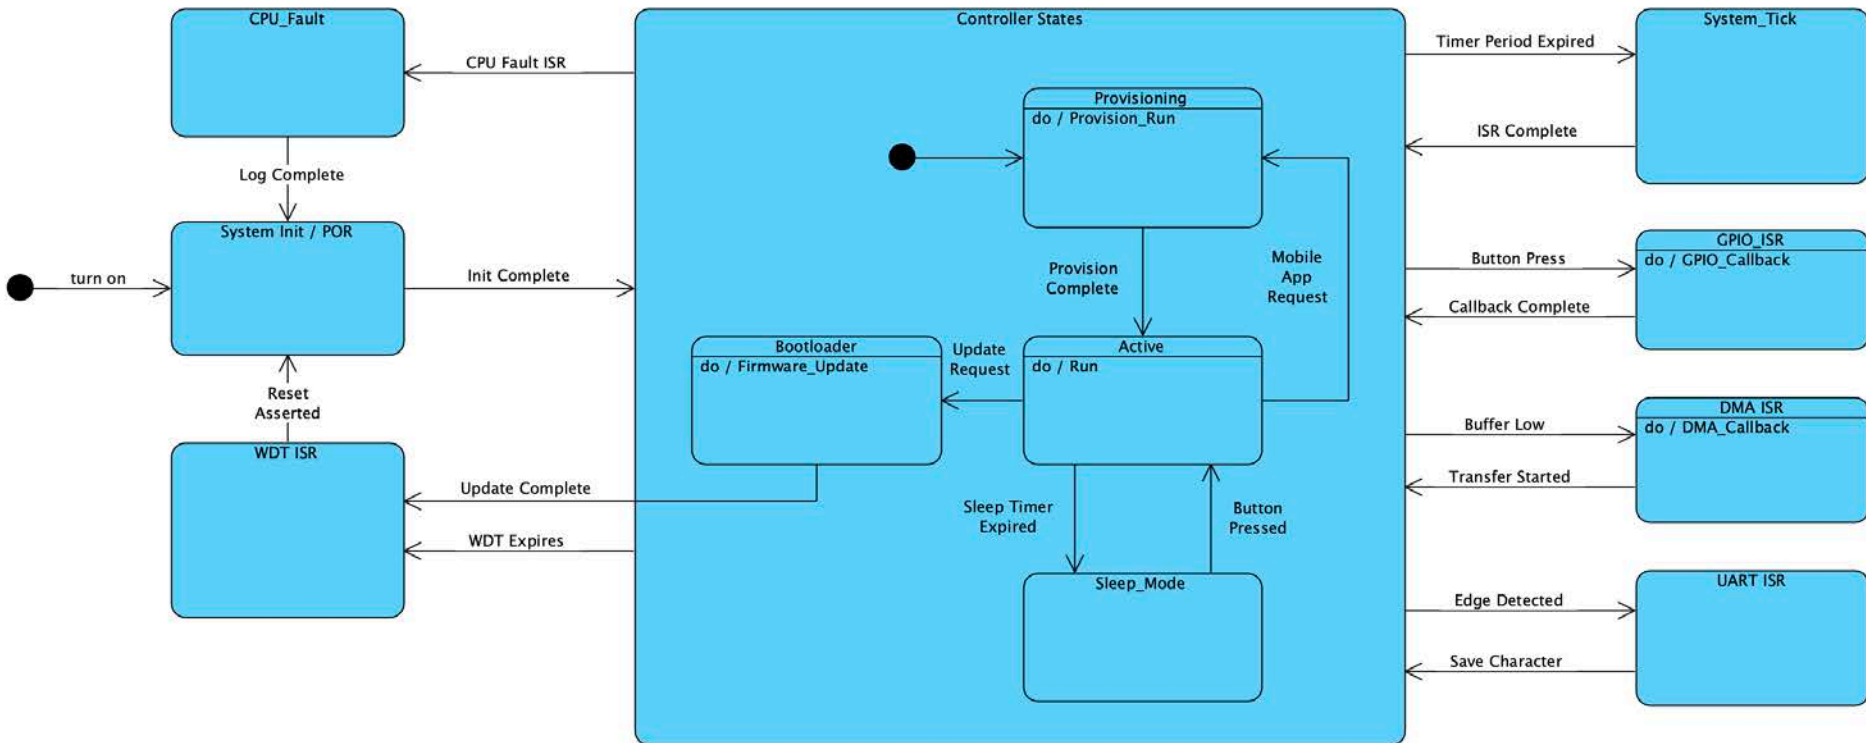 CPU_Fault
Controller States
System_Tick
CPU Fault ISR
Timer Period Expired
Provisioning
do / Provision_Run
ISR Complete
Log Complete
System Init / POR
turn on
Init Complete
Provision
Complete
Mobile
App
Request
Button Press
GPIO_ISR
do / GPIO_Callback
Callback Complete
Bootloader
do / Firmware_Update
Update
Request
Active
do / Run
Reset
Asserted
Buffer Low
DMA ISR
do / DMA_Callback
Transfer Started
WDT ISR
Update Complete
WDT Expires
Sleep Timer
Expired
Button
Pressed
Sleep_Mode
Edge Detected
UART ISR
Save Character